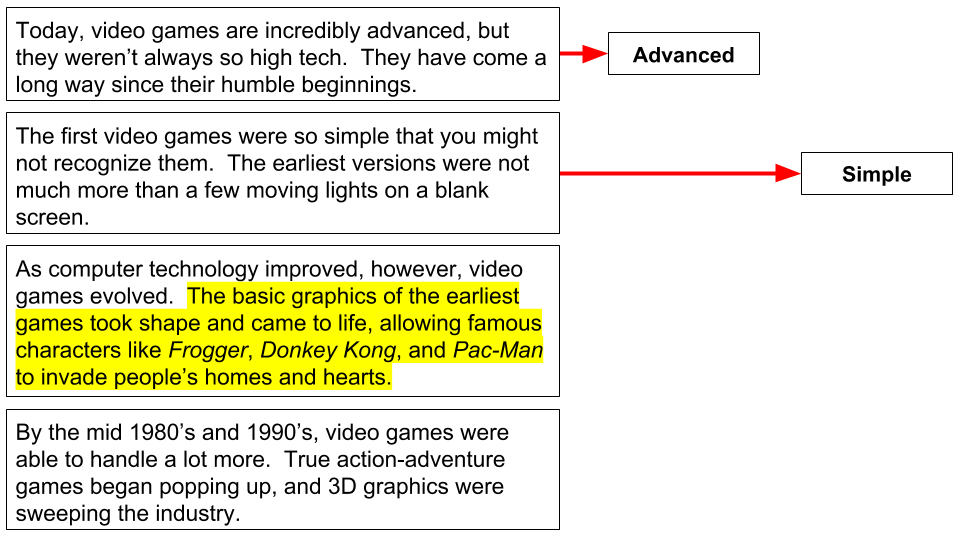 Today, video games are incredibly advanced, but
they weren’t always so high tech.  They have come a
long way since their humble beginnings.
Advanced
The first video games were so simple that you might
not recognize them.  The earliest versions were not
much more than a few moving lights on a blank
screen.
Simple
As computer technology improved, however, video
games evolved.  The basic graphics of the earliest
games took shape and came to life, allowing famous
characters like Frogger, Donkey Kong, and Pac-Man
to invade people’s homes and hearts.
By the mid 1980’s and 1990’s, video games were
able to handle a lot more.  True action-adventure
games began popping up, and 3D graphics were
sweeping the industry.